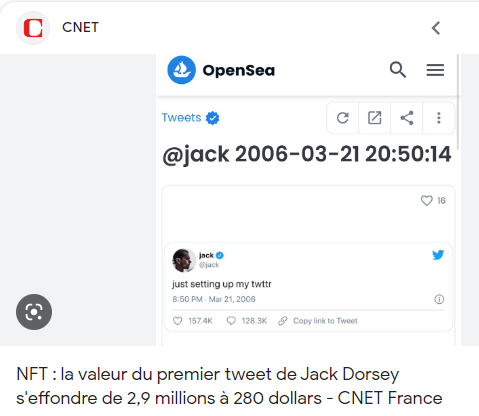 CNET
OpenSea
Tweets
@jack 2006-03-21 20:50:14
16
jack
@jack
just setting up my twttr
8:50 PM · Mar 21, 2006
157.4K 128.3K Copy link to Tweet
NFT : la valeur du premier tweet de Jack Dorsey
s'effondre de 2,9 millions à 280 dollars - CNET France